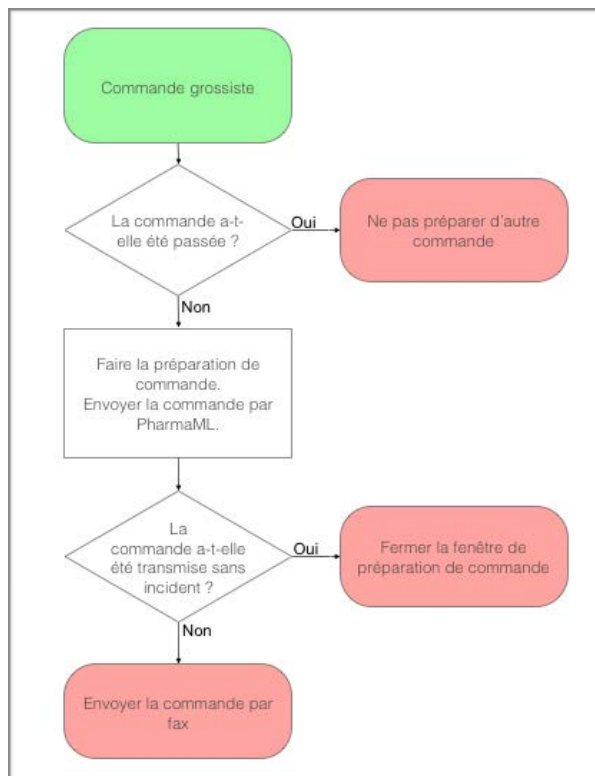 Commande grossiste
La commande a-t-
elle été passée ?
Oui
Ne pas préparer d'autre
commande
Non
Faire la préparation de
commande.
Envoyer la commande par
PharmaML.
La
commande a-t-elle
été transmise sans
incident ?
Oui
Fermer la fenêtre de
préparation de commande
Non
Envoyer la commande par
fax